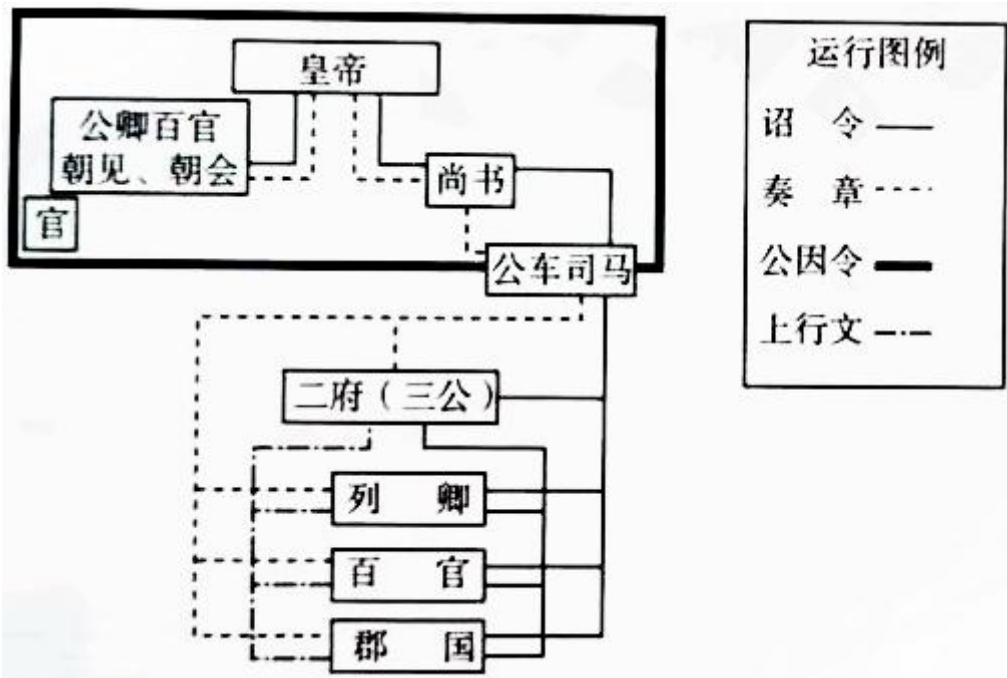 皇帝
公卿百官
朝见、朝会
尚书
官
公车司马
二府（三公）
列 卿
百 官
郡 国
运行图例
诏 令
奏 章
公因令
上行文